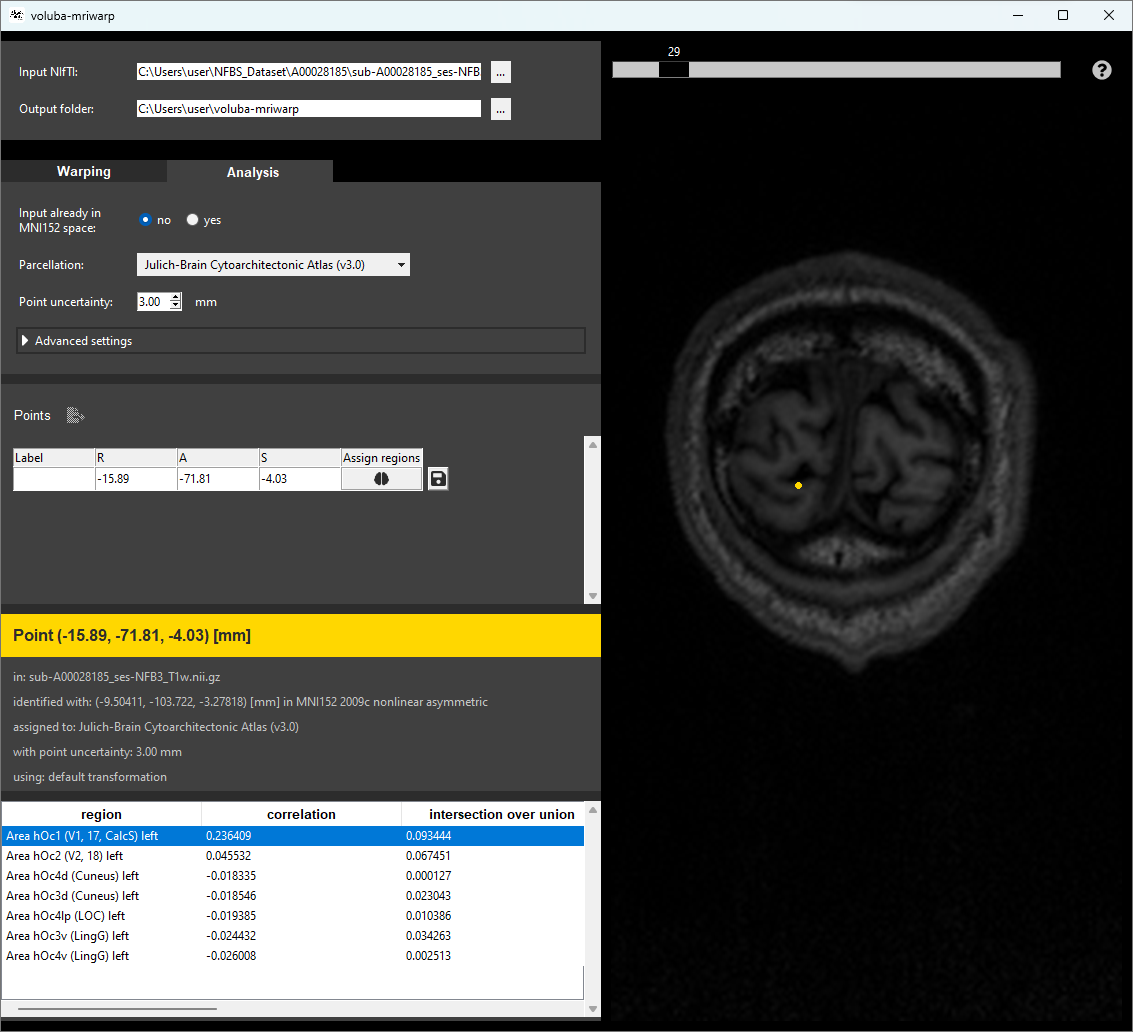 voluba-mriwarp
Input NIfTI:
C:\Users\user\NFBS_Dataset\A00028185\sub-A00028185_ses-NFB
...
Output folder:
C:\Users\user\voluba-mriwarp
...
29
?
Warping
Analysis
Input already in
MNI152 space:
no
yes
Parcellation:
Julich-Brain Cytoarchitectonic Atlas (v3.0)
Point uncertainty:
3.00
mm
Advanced settings
Points
Label R A S Assign regions
-15.89 -71.81 -4.03
Point (-15.89, -71.81, -4.03) [mm]
in: sub-A00028185_ses-NFB3_T1w.nii.gz
identified with: (-9.50411, -103.722, -3.27818) [mm] in MNI152 2009c nonlinear asymmetric
assigned to: Julich-Brain Cytoarchitectonic Atlas (v3.0)
with point uncertainty: 3.00 mm
using: default transformation
region correlation intersection over union
Area hOc1 (V1, 17, CalcS) left 0.236409 0.093444
Area hOc2 (V2, 18) left 0.045532 0.067451
Area hOc4d (Cuneus) left -0.018335 0.000127
Area hOc3d (Cuneus) left -0.018546 0.023043
Area hOc4lp (LOC) left -0.019385 0.010386
Area hOc3v (LingG) left -0.024432 0.034263
Area hOc4v (LingG) left -0.026008 0.002513